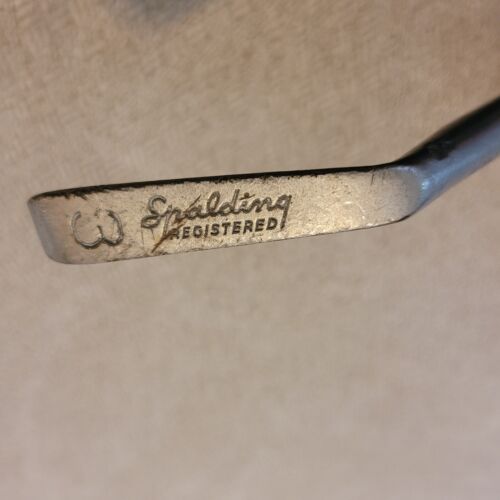 3
Spalding
REGISTERED